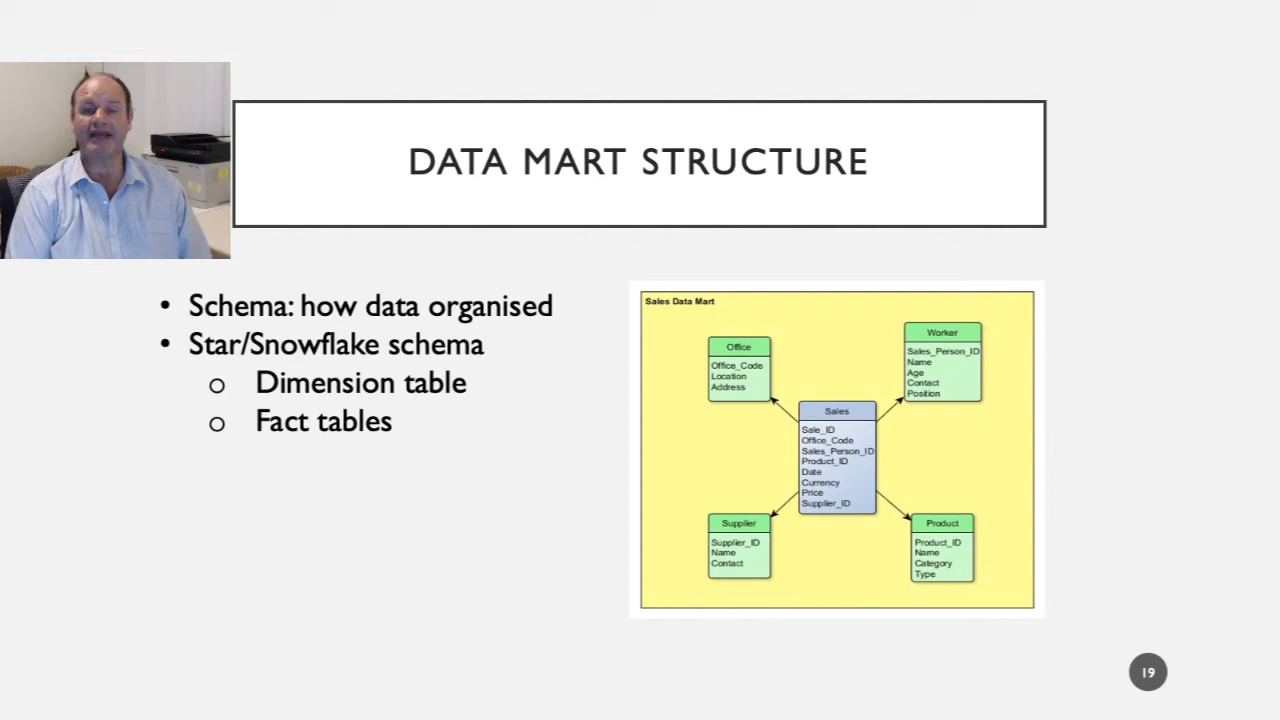 DATA MART STRUCTURE
• Schema: how data organised
• Star/Snowflake schema
o Dimension table
o Fact tables
Sales Data Mart
Office
Office_Code
Location
Address
Worker
Sales_Person_ID
Name
Age
Contact
Position
Sales
Sale_ID
Office_Code
Sales_Person_ID
Product_ID
Date
Currency
Price
Supplier_ID
Supplier
Supplier_ID
Name
Contact
Product
Product_ID
Name
Category
Type
19